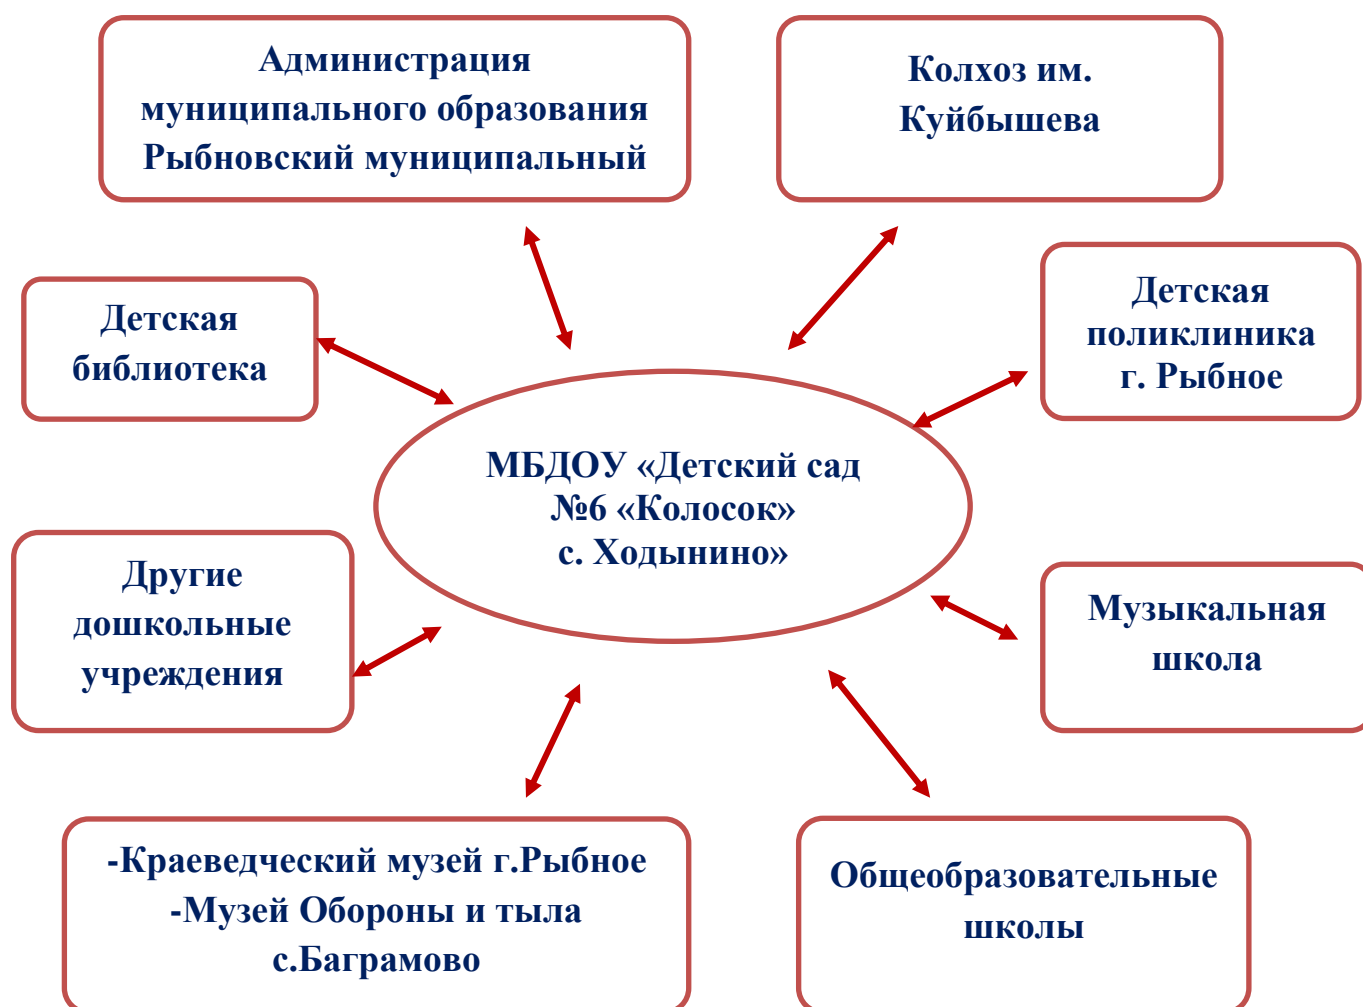 Администрация
муниципального образования
Рыбновский муниципальный
Колхоз им.
Куйбышева
Детская
библиотека
Детская
поликлиника
г. Рыбное
МБДОУ «Детский сад
№6 «Колосок»
с. Ходынино»
Другие
дошкольные
учреждения
Музыкальная
школа
-Краеведческий музей г.Рыбное
-Музей Обороны и тыла
с.Баграмово
Общеобразовательные
школы